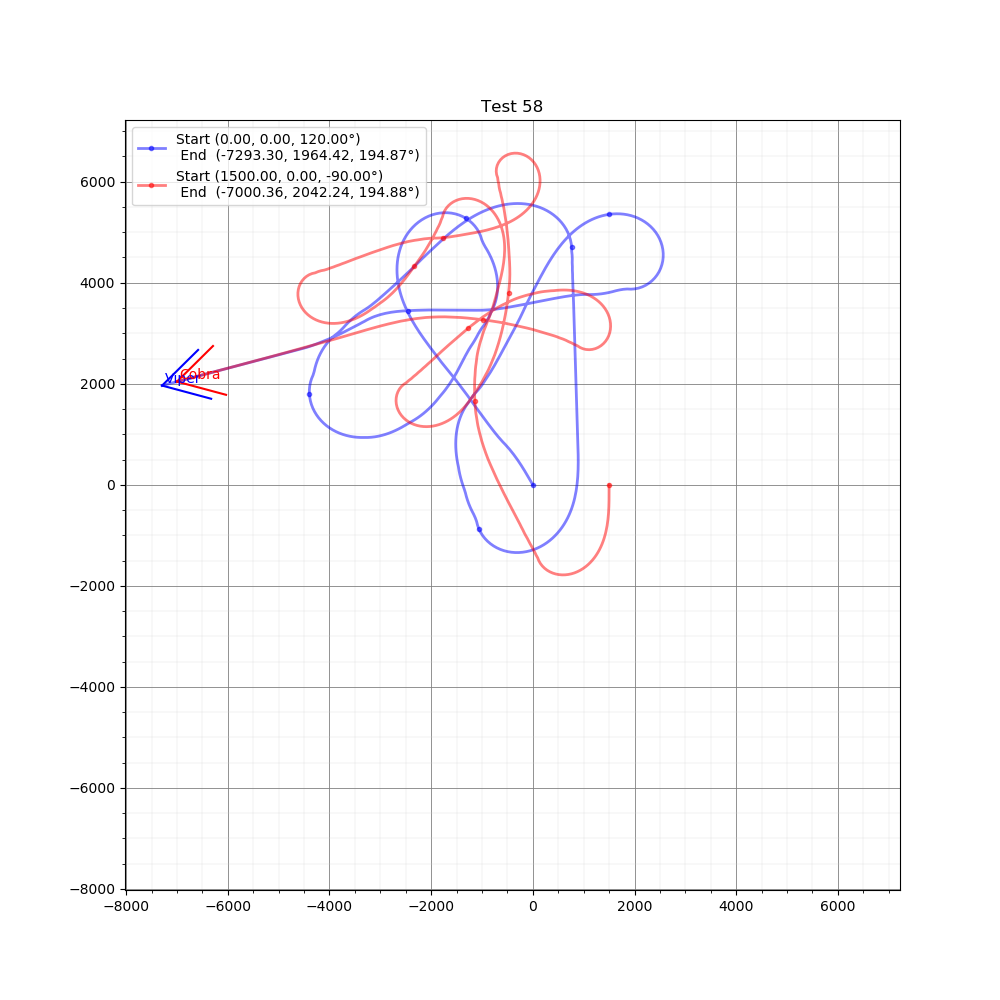 Test 58
Start (0.00, 0.00, 120.00°)
End  (-7293.30, 1964.42, 194.87°)
Start (1500.00, 0.00, -90.00°)
End  (-7000.36, 2042.24, 194.88°)
6000
4000
2000
0
−2000
−4000
−6000
−8000
Viper
Cobra
−8000 −6000 −4000 −2000 0 2000 4000 6000